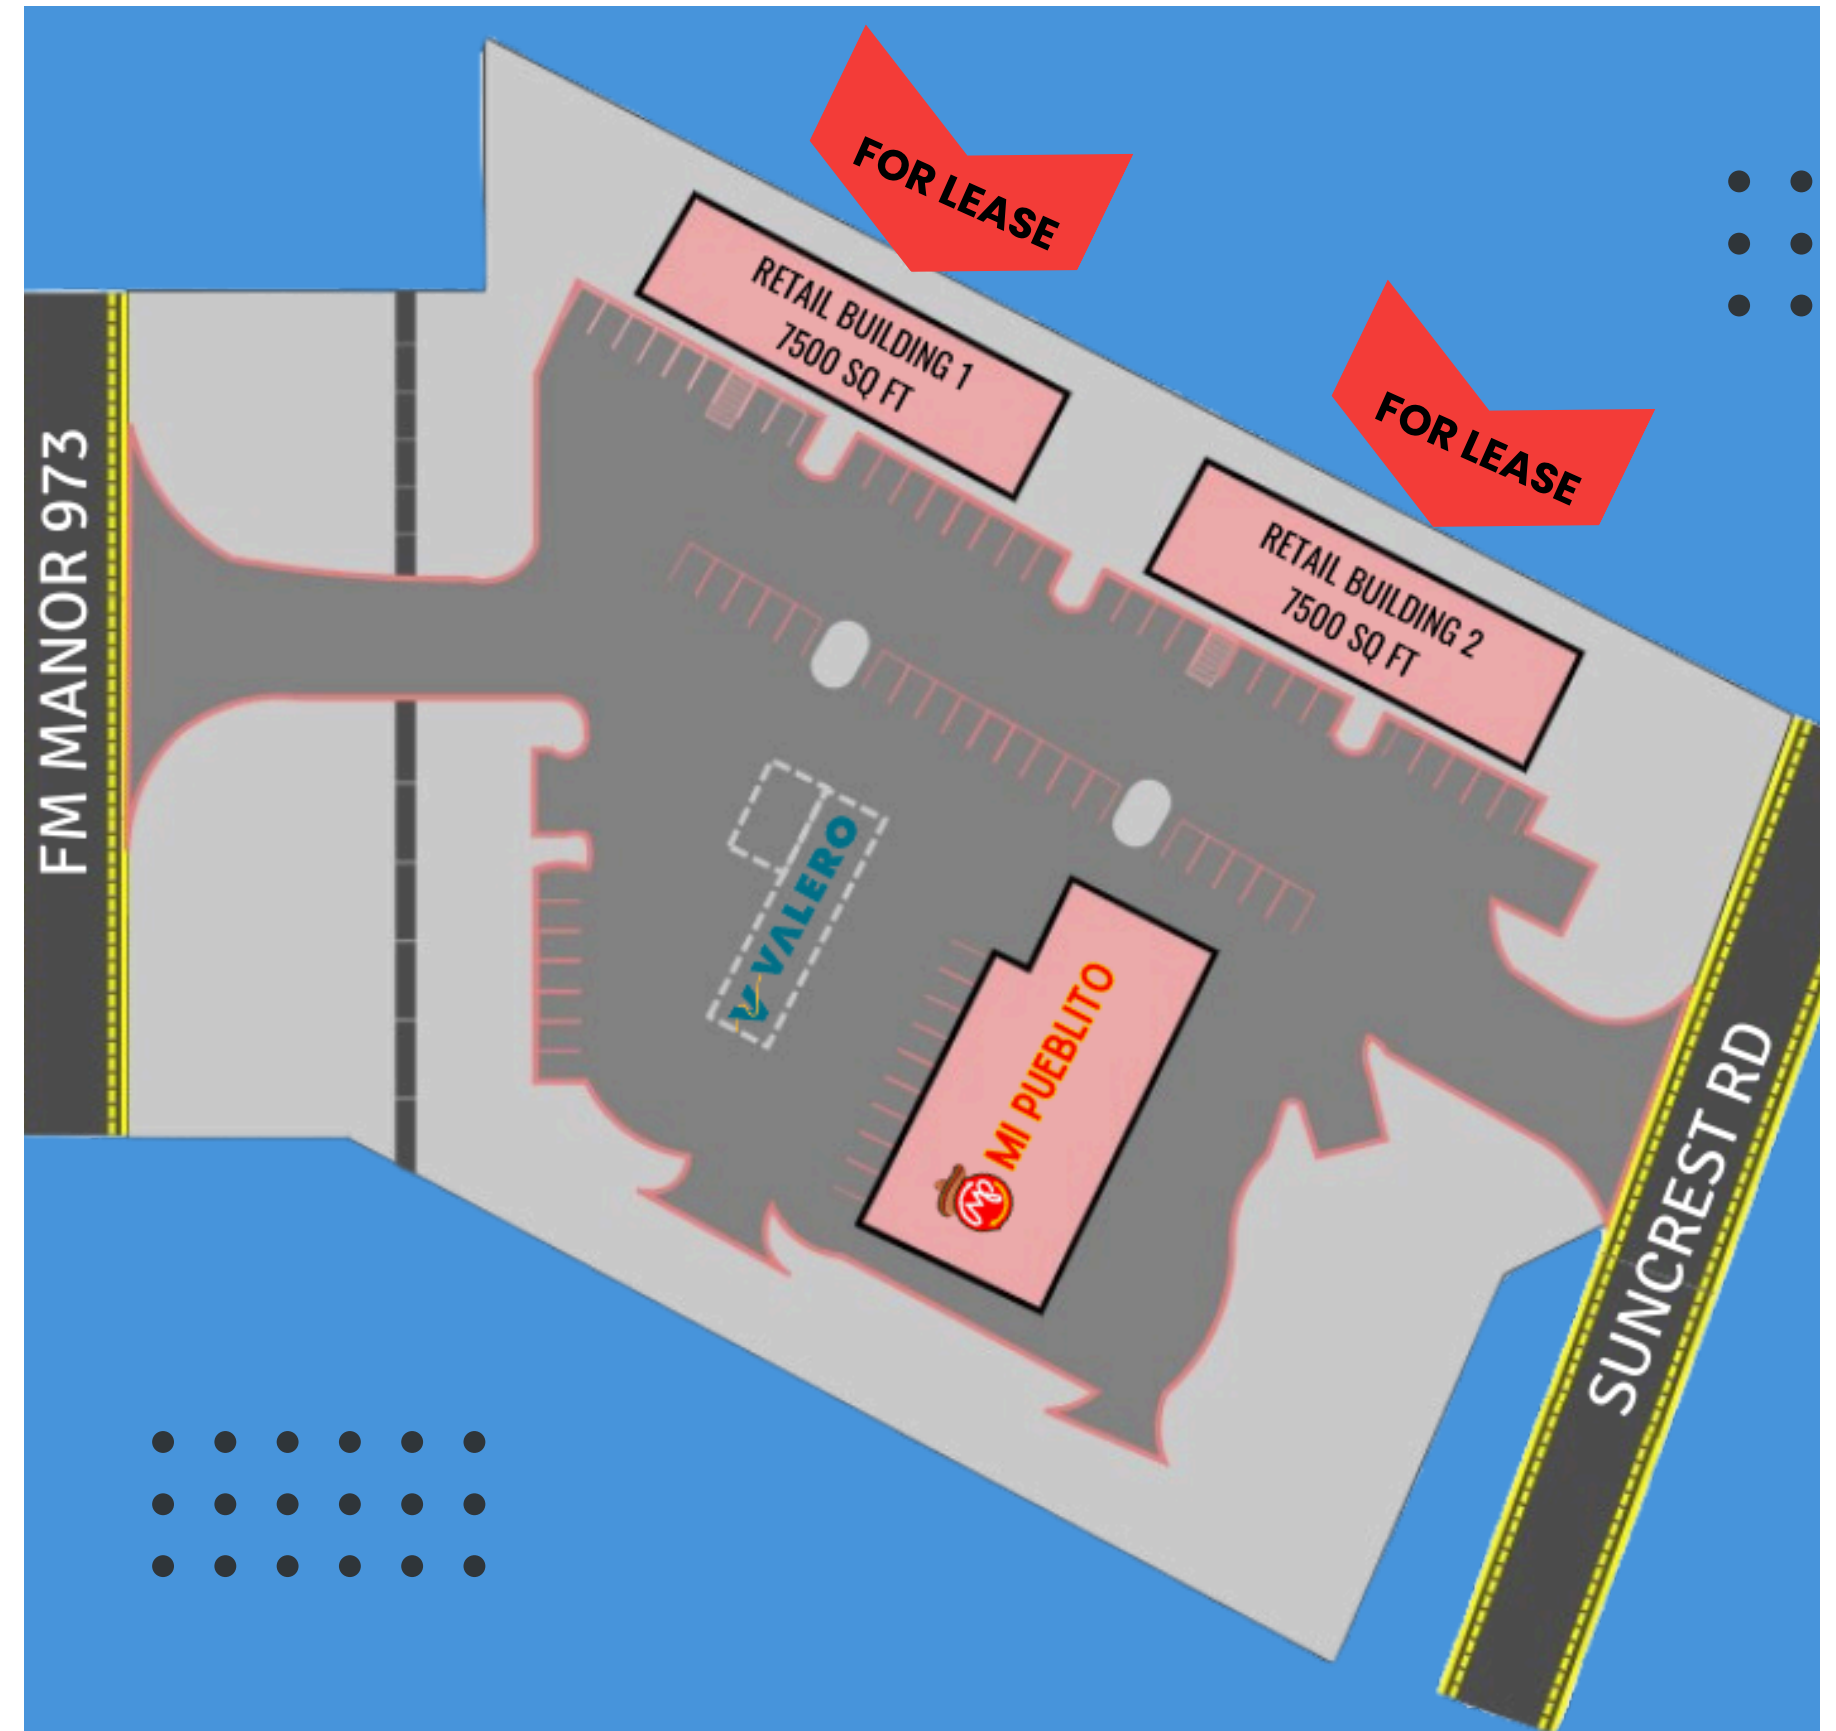 FOR LEASE
RETAIL BUILDING 1
7500 SQ FT
FOR LEASE
RETAIL BUILDING 2
7500 SQ FT
FM MANOR 973
VALERO
MI PUEBLITO
SUNCREST RD